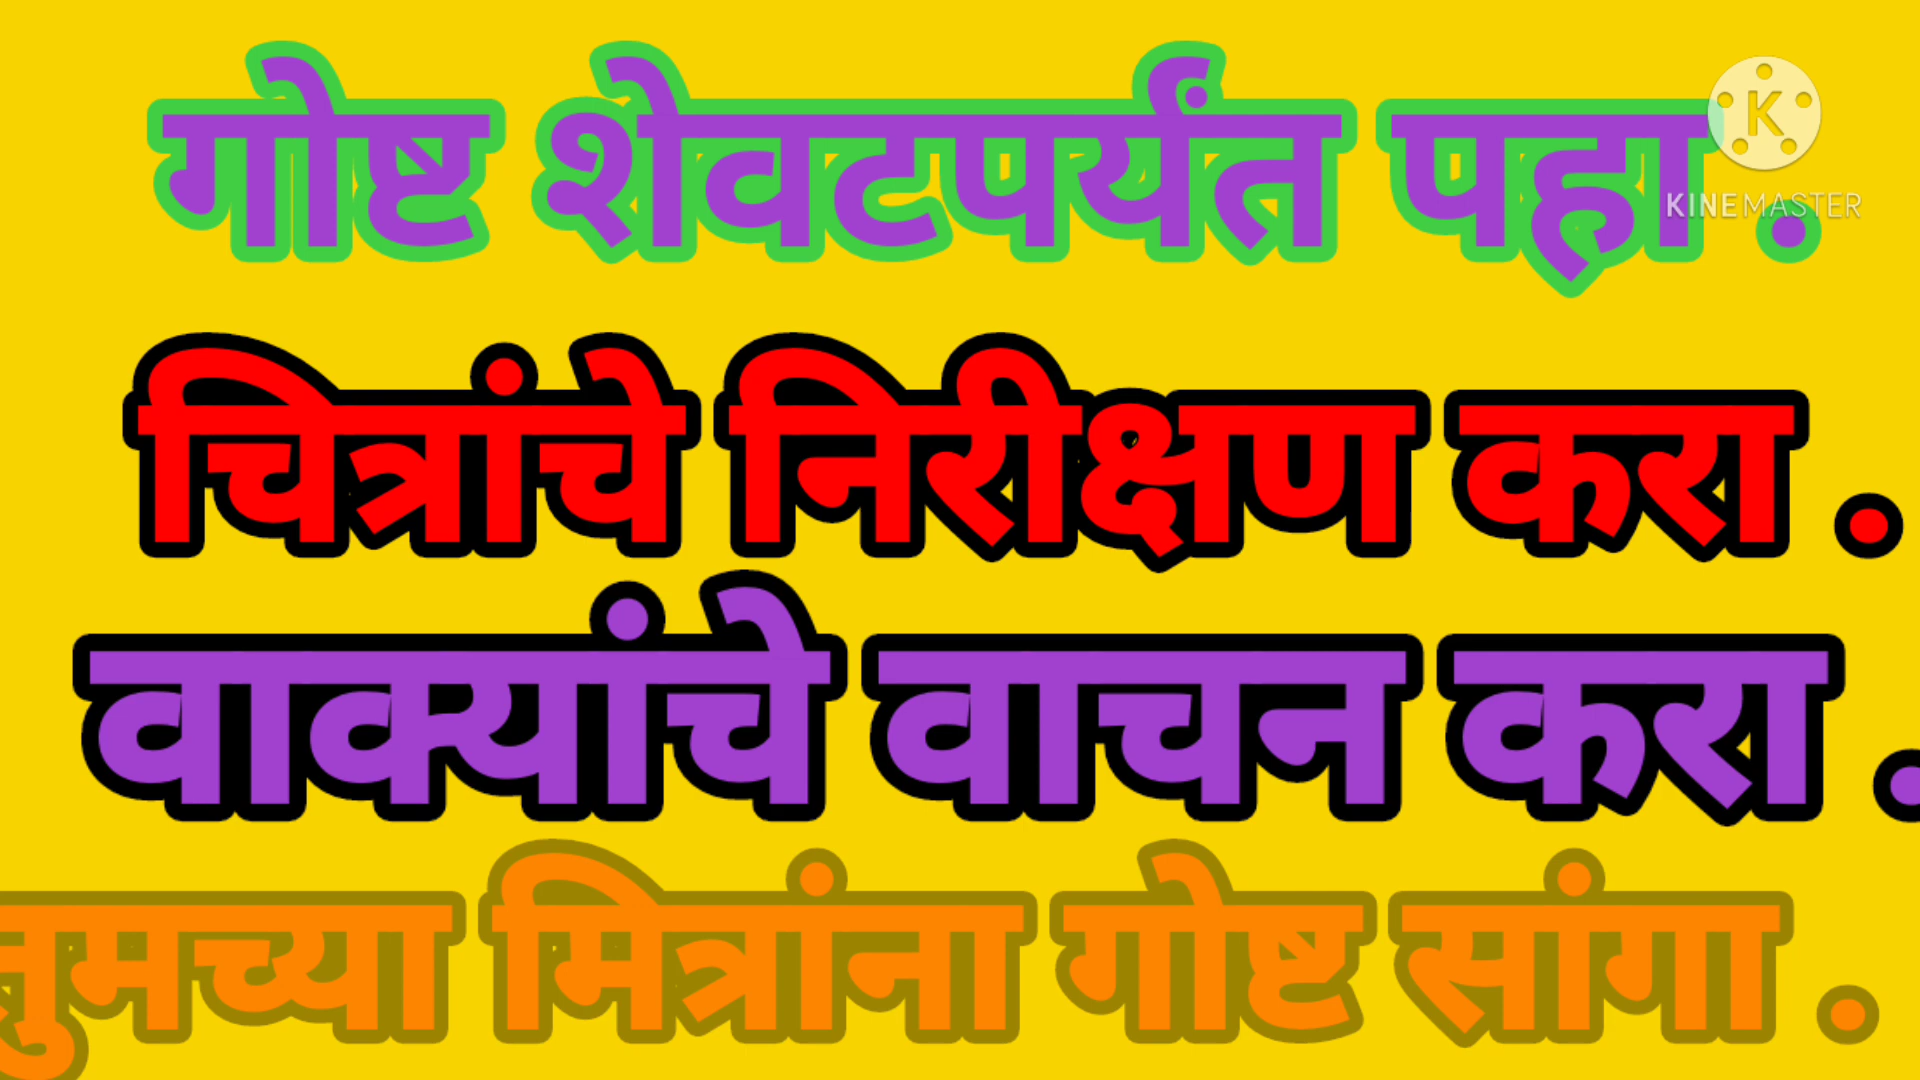 गोष्ट शेवटपर्यंत पहा .
K
KINEMASTER
चित्रांचे निरीक्षण करा .
वाक्यांचे वाचन करा .
तुमच्या मित्रांना गोष्ट सांगा .